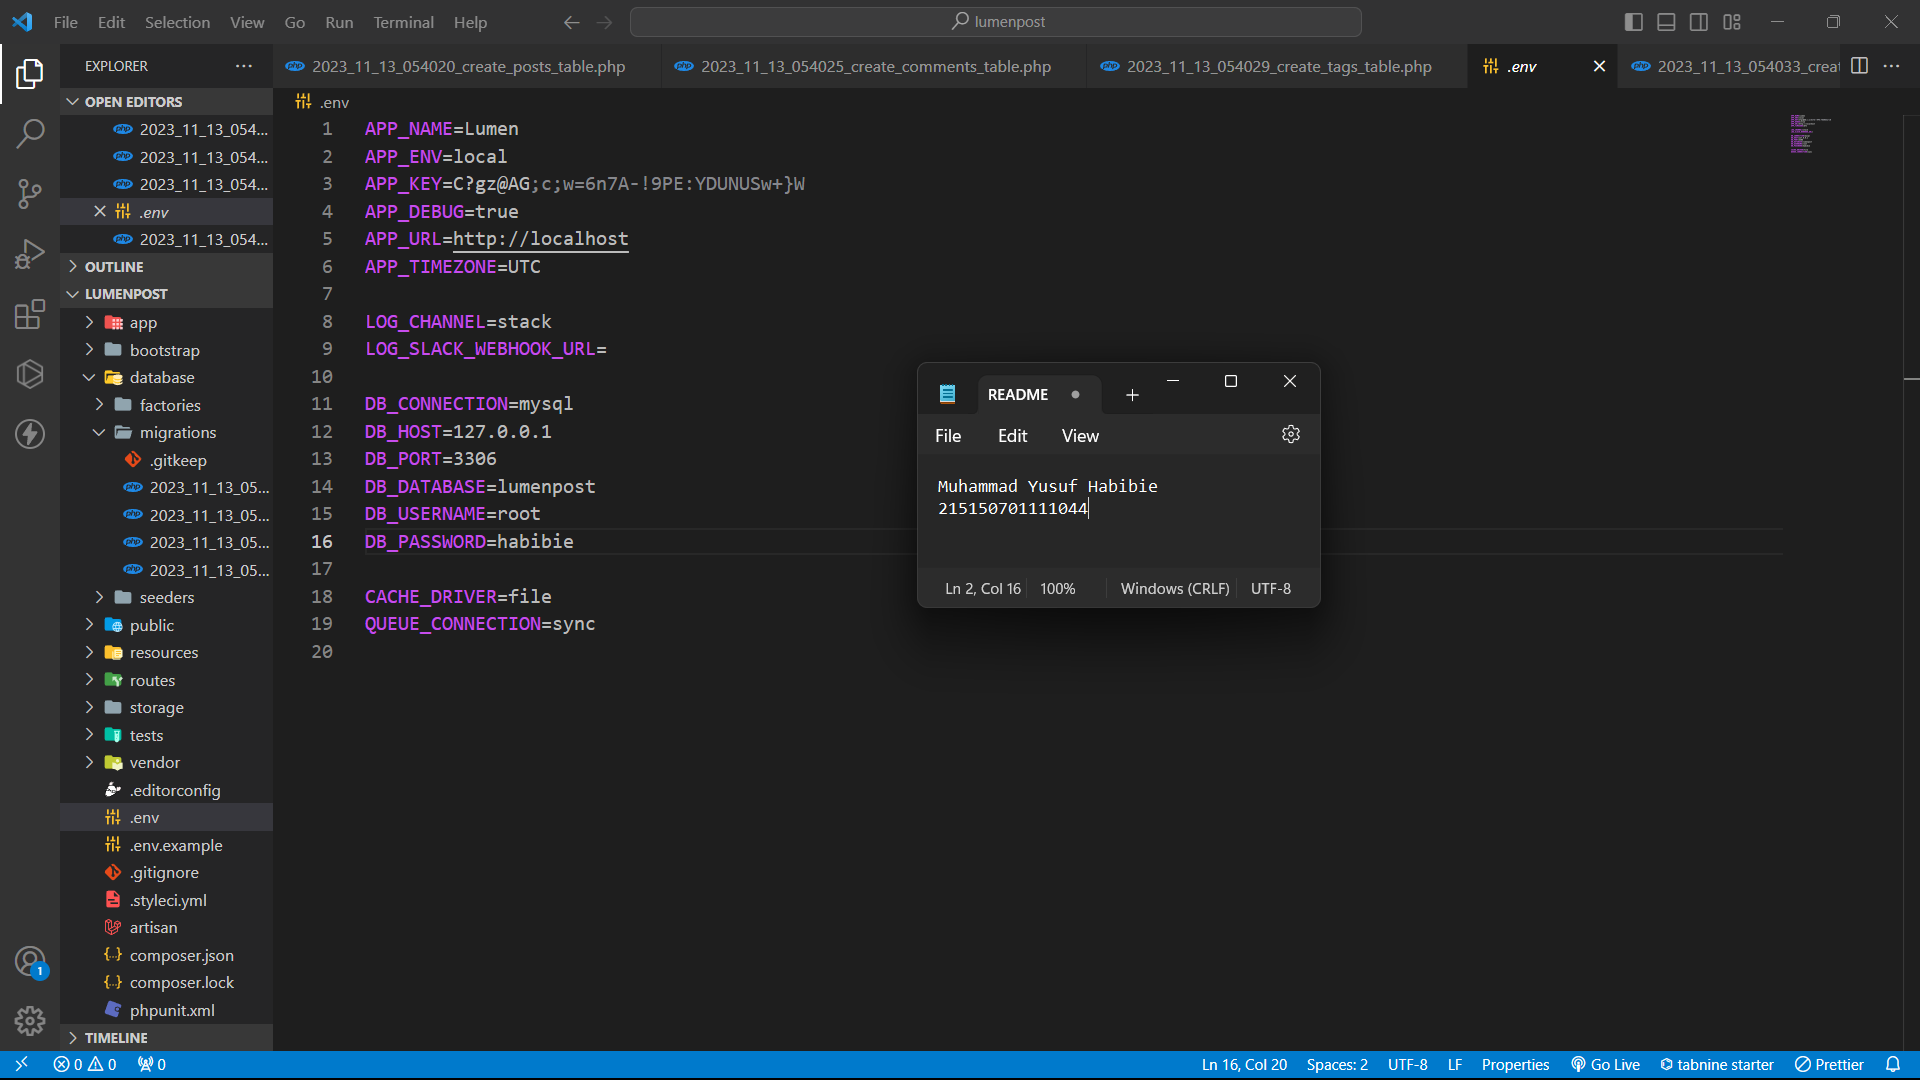 File Edit Selection View Go Run Terminal Help
lumenpost
EXPLORER
2023_11_13_054020_create_posts_table.php
2023_11_13_054025_create_comments_table.php
2023_11_13_054029_create_tags_table.php
.env
2023_11_13_054033_crea
OPEN EDITORS
2023_11_13_054...
2023_11_13_054...
2023_11_13_054...
.env
2023_11_13_054...
OUTLINE
LUMENPOST
app
bootstrap
database
factories
migrations
.gitkeep
2023_11_13_05...
2023_11_13_05...
2023_11_13_05...
2023_11_13_05...
seeders
public
resources
routes
storage
tests
vendor
.editorconfig
.env
.env.example
.gitignore
.styleci.yml
artisan
composer.json
composer.lock
phpunit.xml
TIMELINE
.env
1 APP_NAME=Lumen
2 APP_ENV=local
3 APP_KEY=C?gz@AG;c;w=6n7A-!9PE:YDUNUSw+}W
4 APP_DEBUG=true
5 APP_URL=http://localhost
6 APP_TIMEZONE=UTC
7
8 LOG_CHANNEL=stack
9 LOG_SLACK_WEBHOOK_URL=
10
11 DB_CONNECTION=mysql
12 DB_HOST=127.0.0.1
13 DB_PORT=3306
14 DB_DATABASE=lumenpost
15 DB_USERNAME=root
16 DB_PASSWORD=habibie
17
18 CACHE_DRIVER=file
19 QUEUE_CONNECTION=sync
20
README
File Edit View
Muhammad Yusuf Habibie
215150701111044
Ln 2, Col 16 100% Windows (CRLF) UTF-8
1
0 0 0
Ln 16, Col 20 Spaces: 2 UTF-8 LF Properties Go Live tabnine starter Prettier